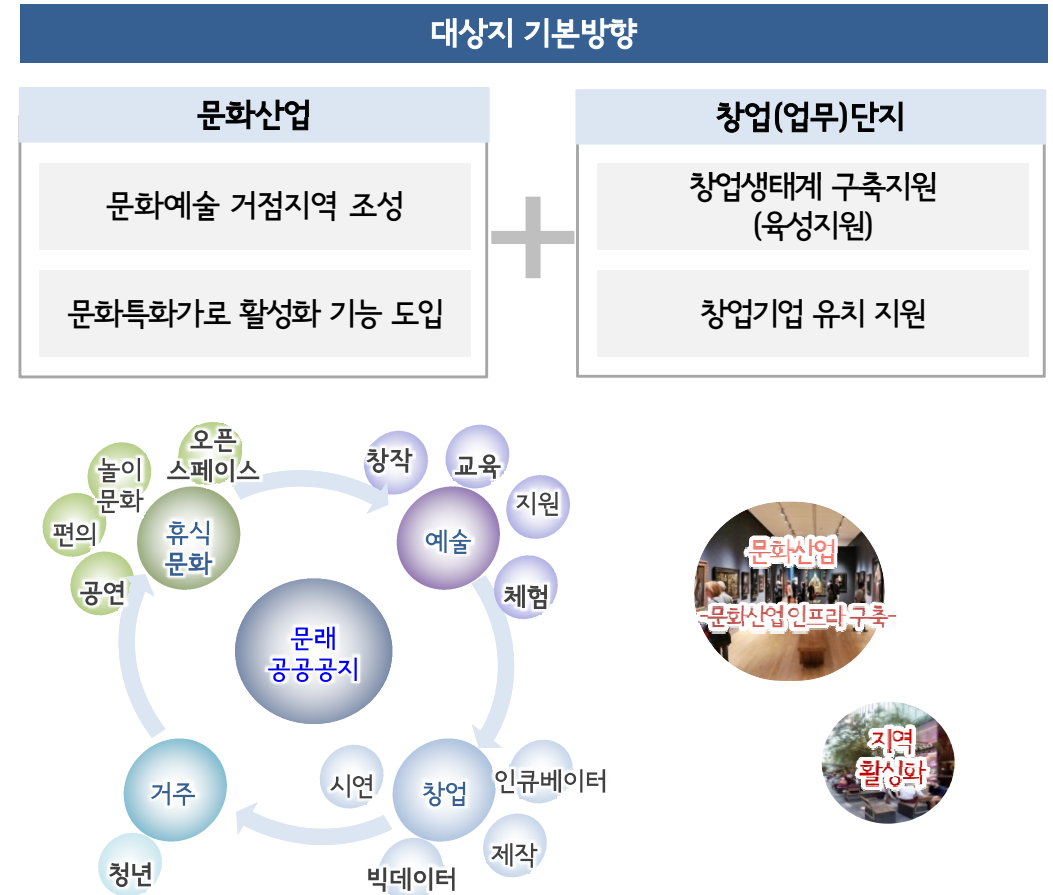 대상지 기본방향
문화산업
문화예술 거점지역 조성
문화특화가로 활성화 기능 도입
창업(업무)단지
창업생태계 구축지원
(육성지원)
창업기업 유치 지원
오픈
스페이스
놀이
문화
편의
공연
휴식
문화
창작
교육
지원
체험
예술
문래
공공공지
거주
청년
시연
창업
인큐베이터
제작
빅데이터
문화산업
-문화산업 인프라 구축-
지역
활성화